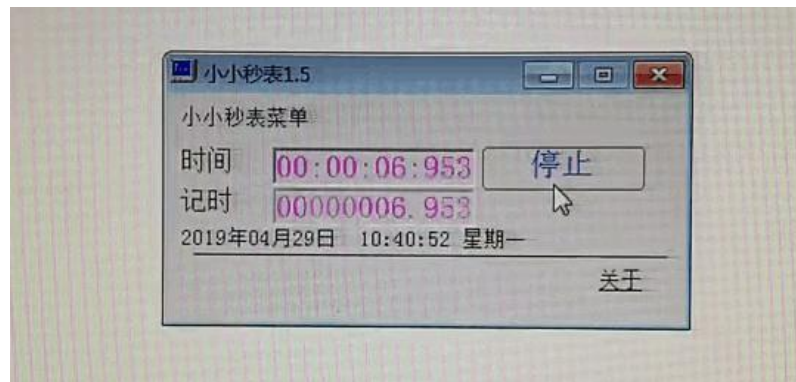 小小秒表1.5
小小秒表菜单
时间 00:00:06:953 停止
记时 00000006.953
2019年04月29日 10:40:52 星期一
关于